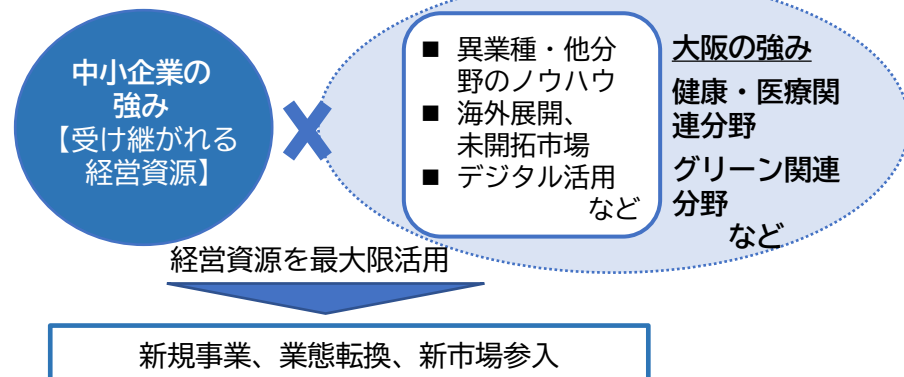 中小企業の
強み
【受け継がれる
経営資源】
■ 異業種・他分
野のノウハウ
■ 海外展開、
未開拓市場
■ デジタル活用
など
大阪の強み
健康・医療関
連分野
グリーン関連
分野
など
経営資源を最大限活用
新規事業、業態転換、新市場参入